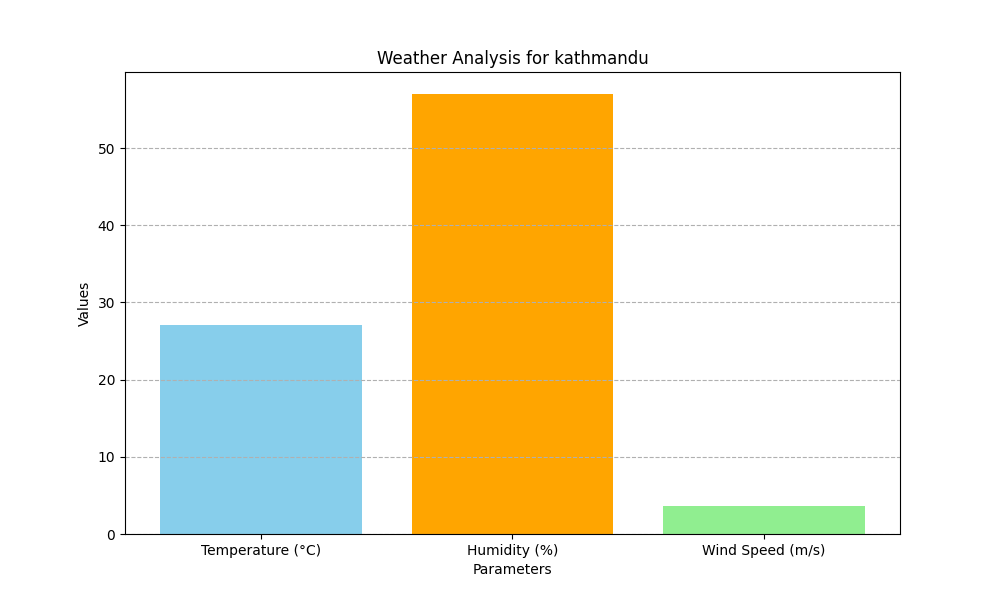 Weather Analysis for kathmandu
Values
50
40
30
20
10
0
Temperature (°C) Humidity (%) Wind Speed (m/s)
Parameters